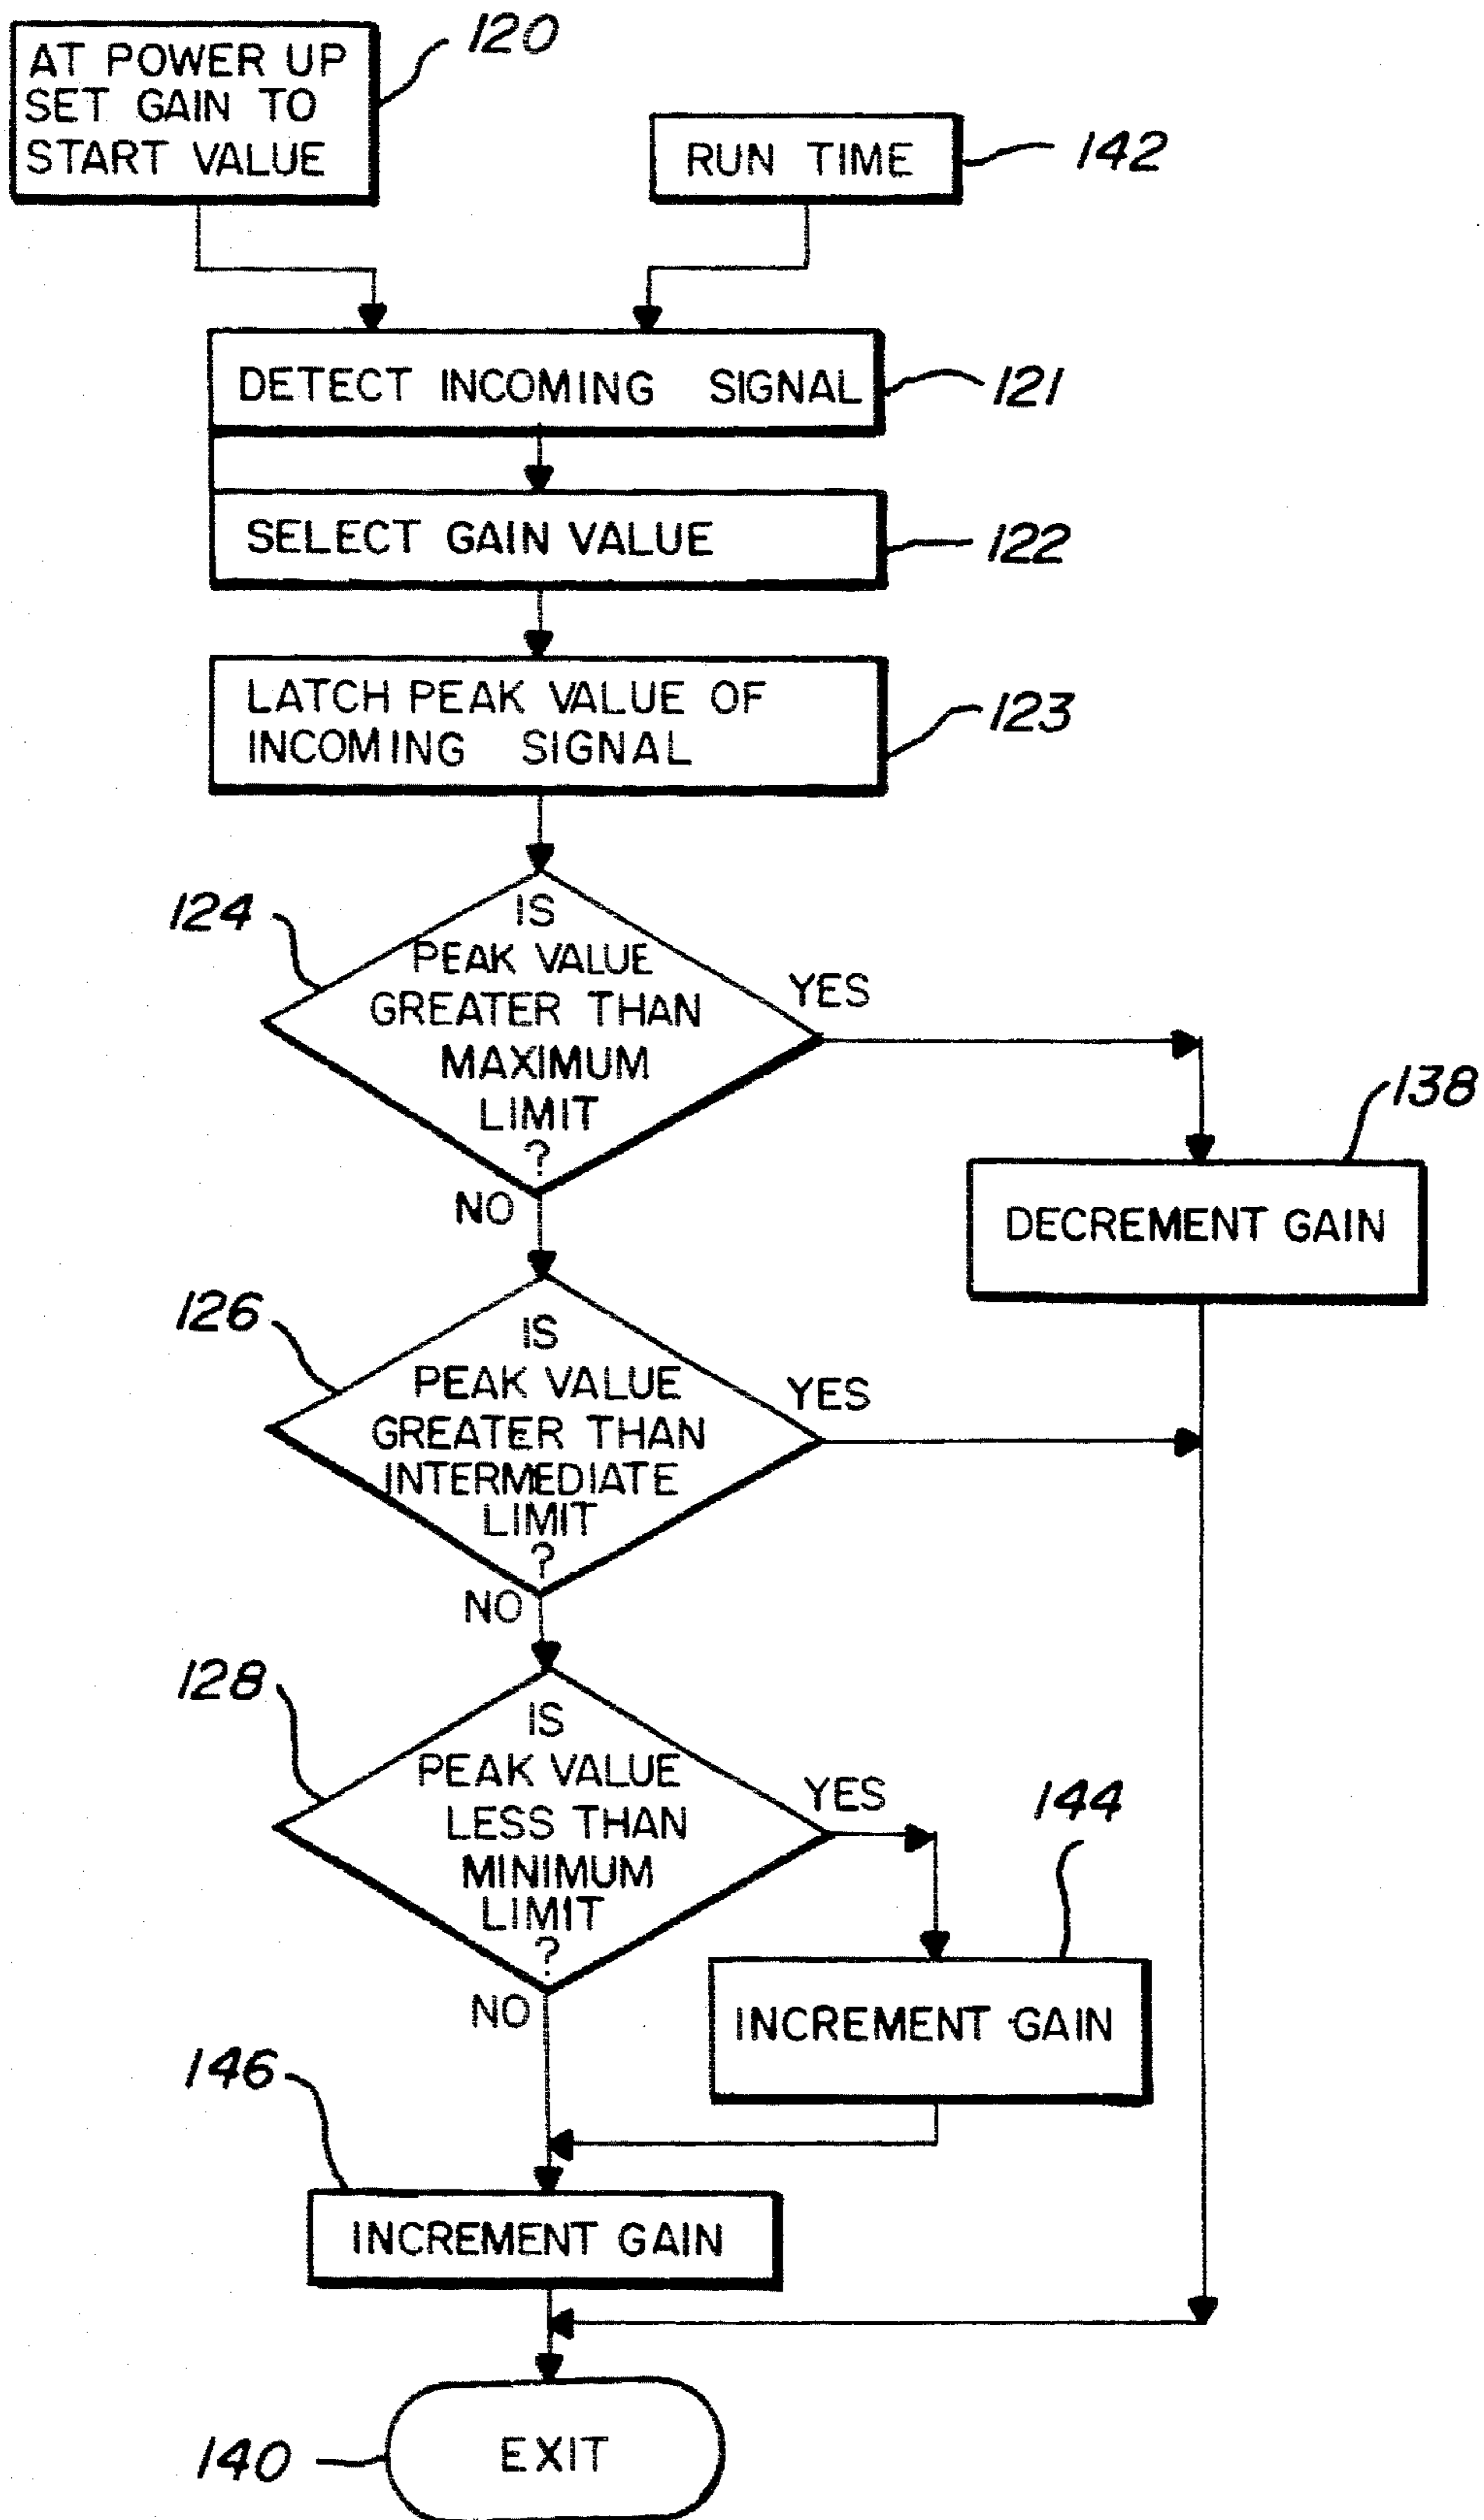 AT POWER UP
SET GAIN TO
START VALUE
120
RUN TIME
142
DETECT INCOMING SIGNAL
121
SELECT GAIN VALUE
122
LATCH PEAK VALUE OF
INCOMING SIGNAL
123
124
IS
PEAK VALUE
GREATER THAN
MAXIMUM
LIMIT
?
YES
NO
138
DECREMENT GAIN
126
IS
PEAK VALUE
GREATER THAN
INTERMEDIATE
LIMIT
?
YES
NO
128
IS
PEAK VALUE
LESS THAN
MINIMUM
LIMIT
?
YES
NO
144
INCREMENT GAIN
146
INCREMENT GAIN
140
EXIT